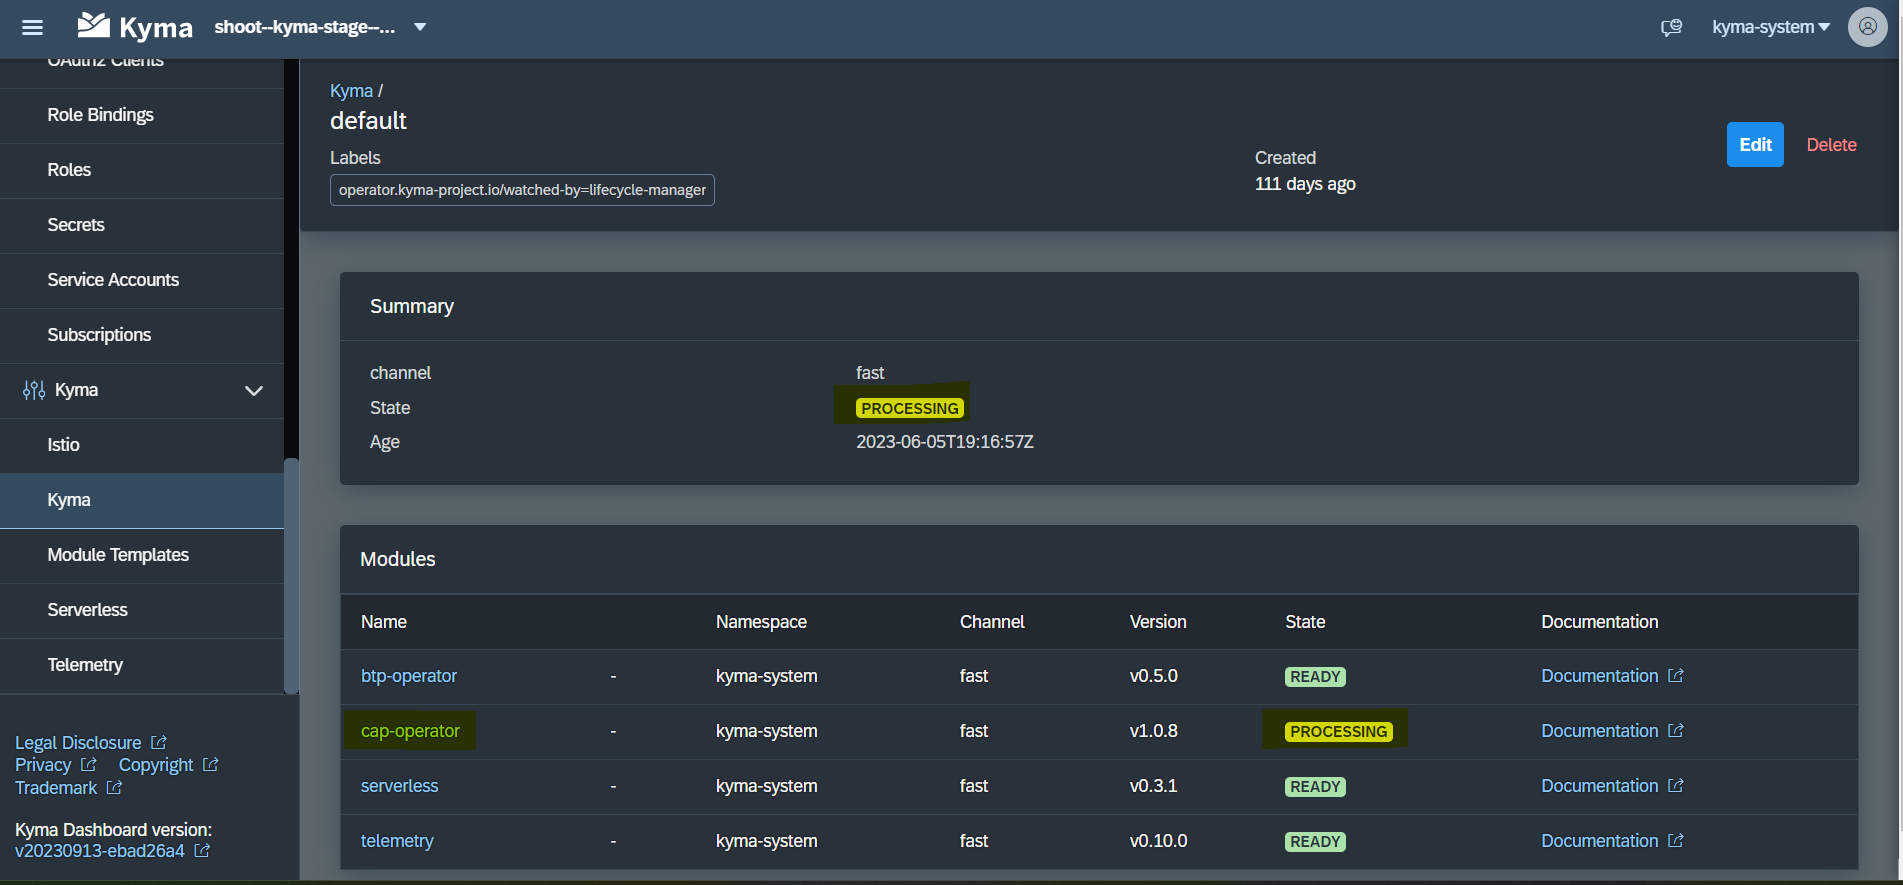 Kyma
shoot--kyma-stage--...
kyma-system
OAuth2 Clients
Role Bindings
Roles
Secrets
Service Accounts
Subscriptions
Kyma
Istio
Kyma
Module Templates
Serverless
Telemetry
Legal Disclosure
Privacy Copyright
Trademark
Kyma Dashboard version:
v20230913-ebad26a4
Kyma /
default
Labels
operator.kyma-project.io/watched-by=lifecycle-manager
Created
111 days ago
Edit
Delete
Summary
channel fast
State PROCESSING
Age 2023-06-05T19:16:57Z
Modules
Name Namespace Channel Version State Documentation
btp-operator - kyma-system fast v0.5.0 READY Documentation
cap-operator - kyma-system fast v1.0.8 PROCESSING Documentation
serverless - kyma-system fast v0.3.1 READY Documentation
telemetry - kyma-system fast v0.10.0 READY Documentation